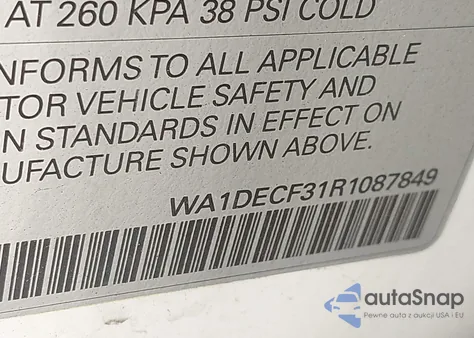 AT 260 KPA 38 PSI COLD
NFORMS TO ALL APPLICABLE
TOR VEHICLE SAFETY AND
N STANDARDS IN EFFECT ON
UFACTURE SHOWN ABOVE.
WA1DECF31R1087849
autaSnap
Pewne auta z aukcji USA i EU